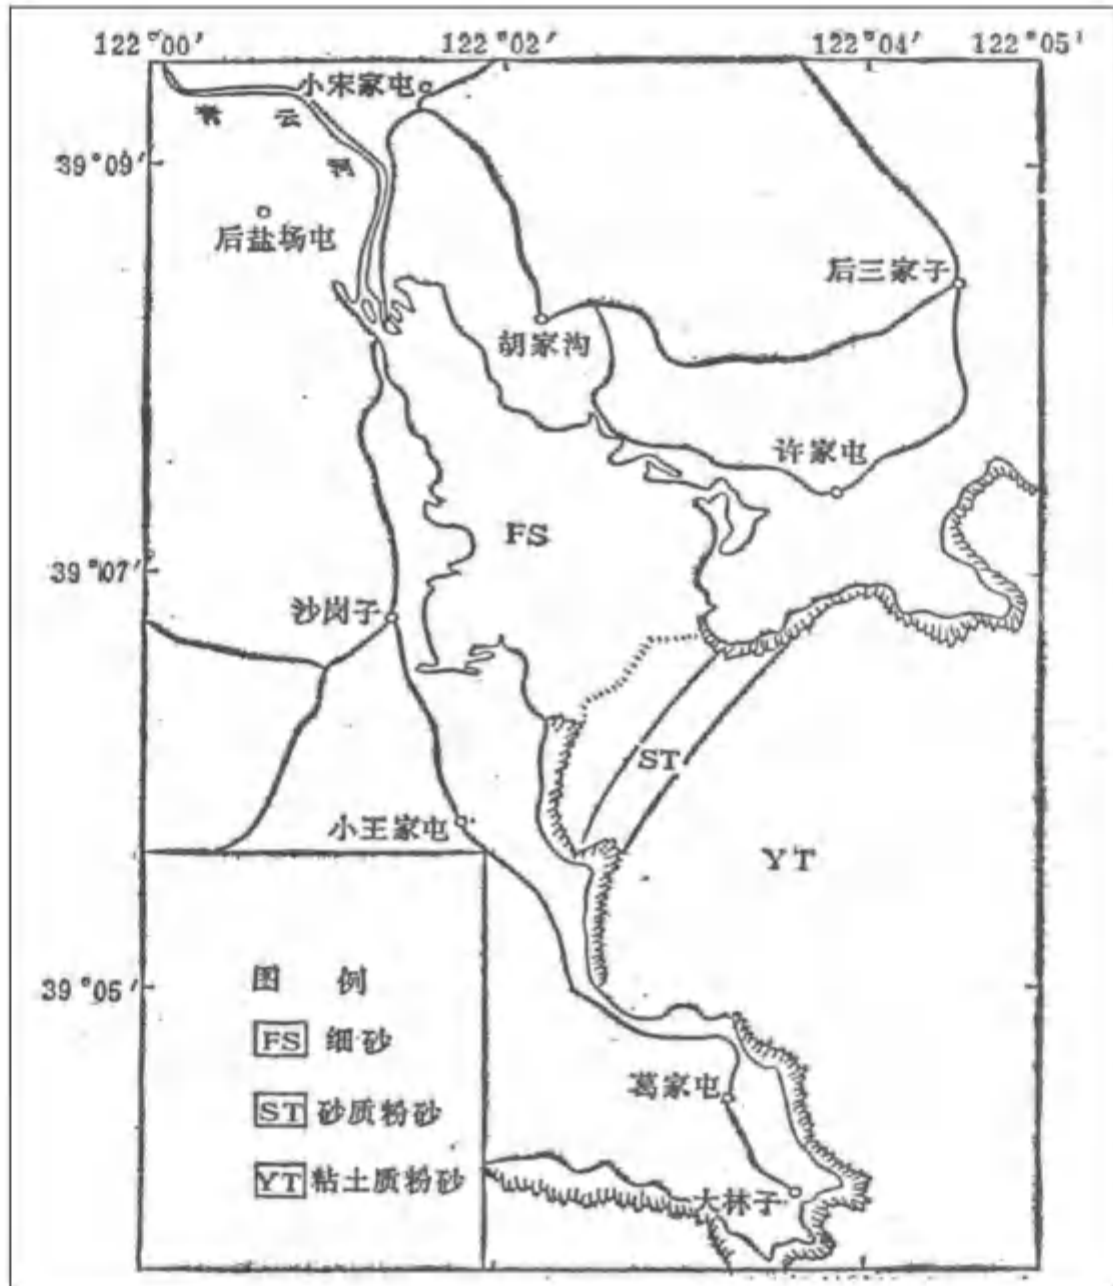 122°00′ 122°02′ 122°04′ 122°05′
小宋家屯
青云河
39°09′
后盐场屯
后三家子
胡家沟
许家屯
FS
39°07′
沙岗子
ST
小王家屯
YT
39°05′
图 例
FS 细砂
ST 砂质粉砂
YT 粘土质粉砂
葛家屯
大林子